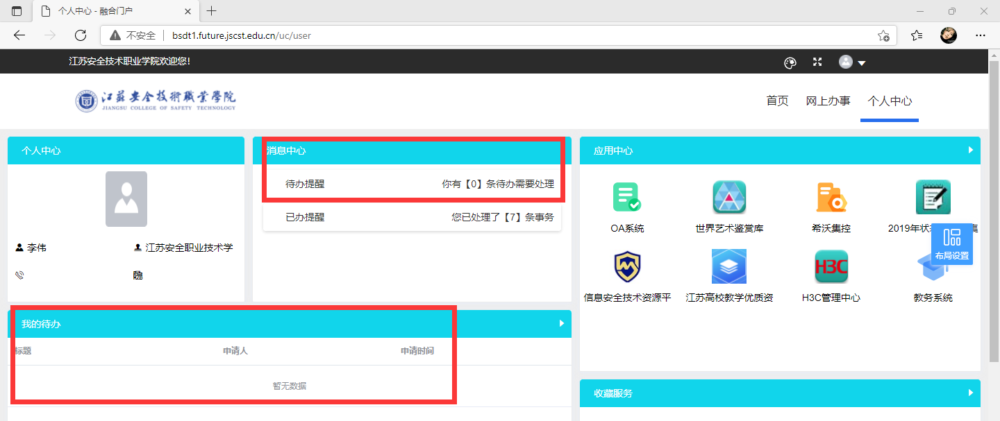 个人中心 - 融合门户
不安全 bsdt1.future.jscst.edu.cn/uc/user
江苏安全技术职业学院欢迎您!
江苏安全技術職業學院
JIANGSU COLLEGE OF SAFETY TECHNOLOGY
首页 网上办事 个人中心
个人中心
李伟
江苏安全职业技术学
消息中心
待办提醒 你有【0】条待办需要处理
已办提醒 您已处理了【7】条事务
应用中心
OA系统 世界艺术鉴赏库 希沃集控 2019年状
布局设置
H3C
信息安全技术资源平 江苏高校教学优质资 H3C管理中心 教务系统
我的待办
标题 申请人 申请时间
暂无数据
收藏服务